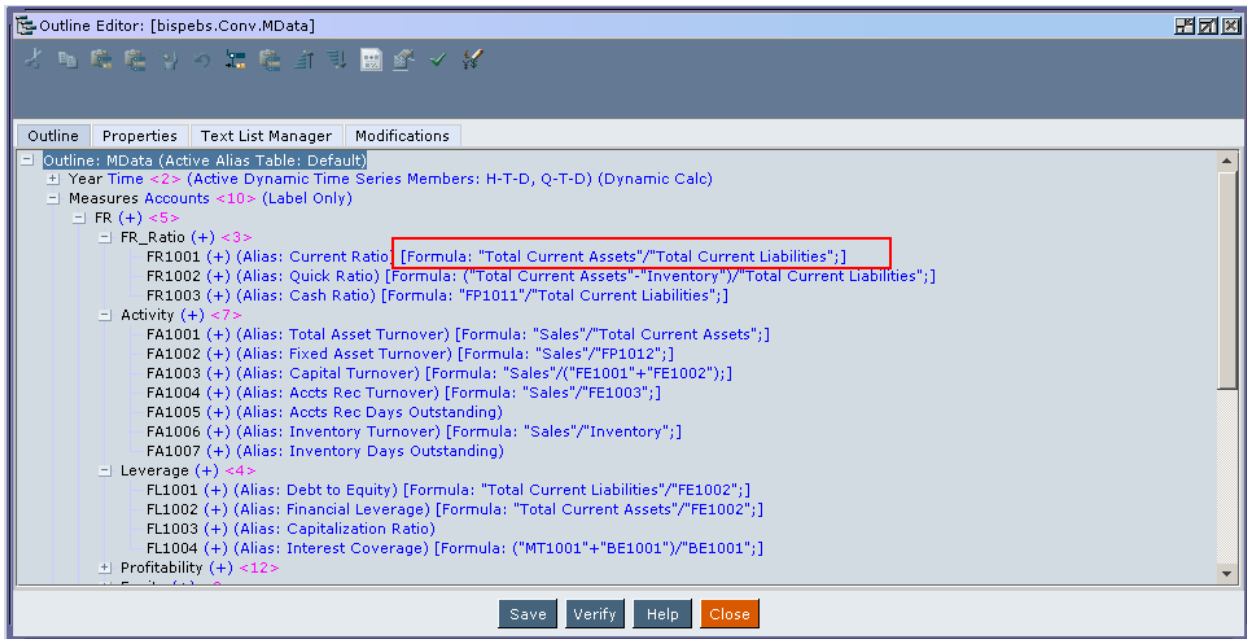 Outline Editor: [bispebs.Conv.MData]
Outline Properties Text List Manager Modifications
Outline: MData (Active Alias Table: Default)
Year Time <2> (Active Dynamic Time Series Members: H-T-D, Q-T-D) (Dynamic Calc)
Measures Accounts <10> (Label Only)
FR (+) <5>
FR_Ratio (+) <3>
FR1001 (+) (Alias: Current Ratio) [Formula: "Total Current Assets"/"Total Current Liabilities";]
FR1002 (+) (Alias: Quick Ratio) [Formula: ("Total Current Assets"-"Inventory")/"Total Current Liabilities";]
FR1003 (+) (Alias: Cash Ratio) [Formula: "FP1011"/"Total Current Liabilities";]
Activity (+) <7>
FA1001 (+) (Alias: Total Asset Turnover) [Formula: "Sales"/"Total Current Assets";]
FA1002 (+) (Alias: Fixed Asset Turnover) [Formula: "Sales"/"FP1012";]
FA1003 (+) (Alias: Capital Turnover) [Formula: "Sales"/("FE1001"+"FE1002");]
FA1004 (+) (Alias: Accts Rec Turnover) [Formula: "Sales"/"FE1003";]
FA1005 (+) (Alias: Accts Rec Days Outstanding)
FA1006 (+) (Alias: Inventory Turnover) [Formula: "Sales"/"Inventory";]
FA1007 (+) (Alias: Inventory Days Outstanding)
Leverage (+) <4>
FL1001 (+) (Alias: Debt to Equity) [Formula: "Total Current Liabilities"/"FE1002";]
FL1002 (+) (Alias: Financial Leverage) [Formula: "Total Current Assets"/"FE1002";]
FL1003 (+) (Alias: Capitalization Ratio)
FL1004 (+) (Alias: Interest Coverage) [Formula: ("MT1001"+"BE1001")/"BE1001";]
Profitability (+) <12>
Save Verify Help Close